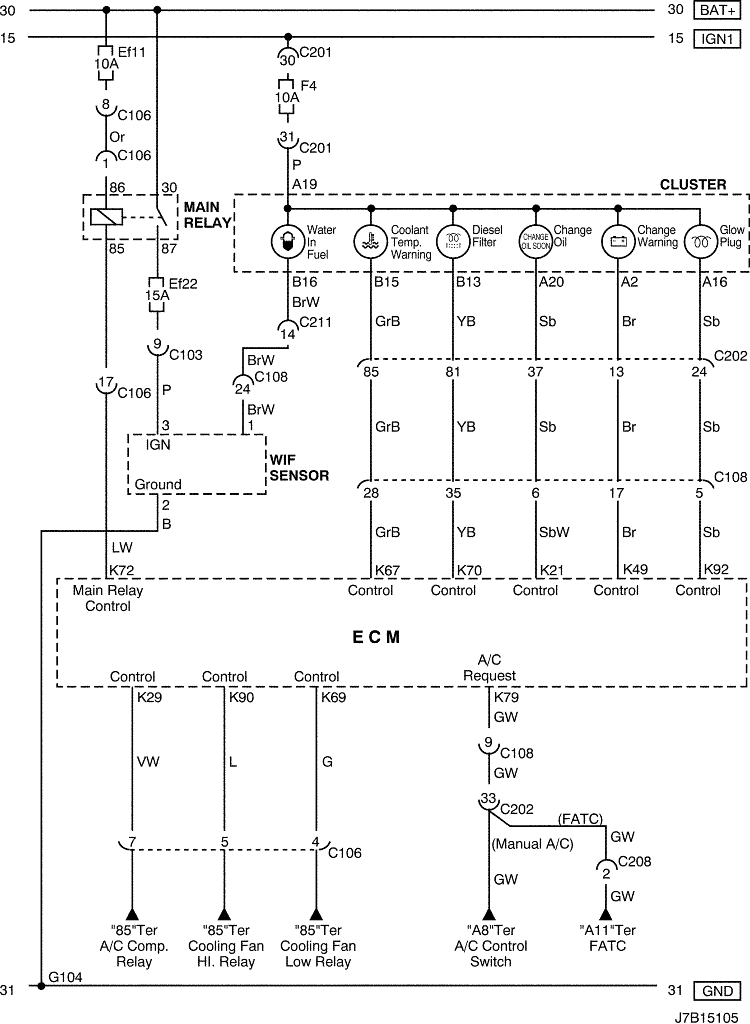 30 30 BAT+
15 15 IGN1
Ef11
10A
8
C106
Or
C106
1
C201
30
F4
10A
31
C201
P
A19
86 30
MAIN
RELAY
85 87
CLUSTER
Water
In
Fuel
Coolant
Temp.
Warning
Diesel
Filter
CHANGE
OIL SOON
Change
Oil
Change
Warning
Glow
Plug
Ef22
15A
9
C103
17
C106
P
B16 B15 B13 A20 A2 A16
BrW
C211
14
GrB YB Sb Br Sb
BrW
C108
24
BrW
C202
85 81 37 13 24
3 1
IGN
Ground
WIF
SENSOR
2
B
GrB YB Sb Br Sb
C108
28 35 6 17 5
LW
GrB YB SbW Br Sb
K72 K67 K70 K21 K49 K92
Main Relay
Control
Control Control Control Control Control
E C M
Control Control Control
A/C
Request
K29 K90 K69 K79
GW
9
C108
VW L G GW
33
C202
(FATC)
(Manual A/C)
GW
7 5 4 C106
C208
2
GW GW
"85"Ter
A/C Comp.
Relay
"85"Ter
Cooling Fan
HI. Relay
"85"Ter
Cooling Fan
Low Relay
"A8"Ter
A/C Control
Switch
"A11"Ter
FATC
G104
31 31 GND
J7B15105